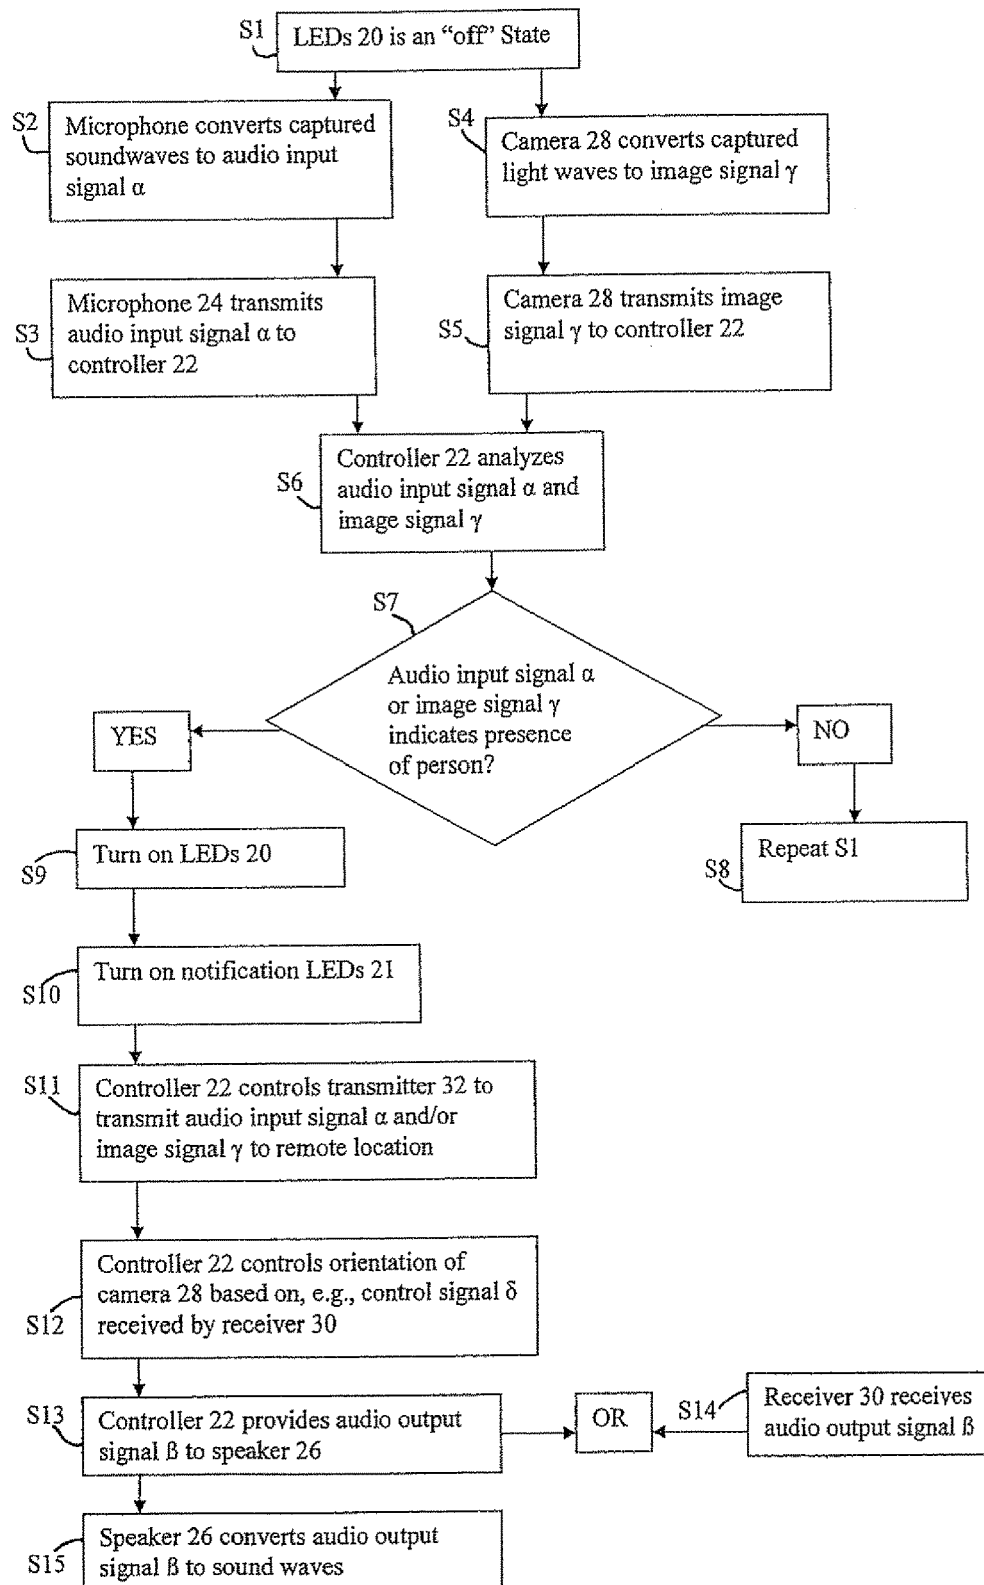 S1
LEDs 20 is an “off” State
S2
Microphone converts captured
soundwaves to audio input
signal α
S4
Camera 28 converts captured
light waves to image signal γ
S3
Microphone 24 transmits
audio input signal α to
controller 22
S5
Camera 28 transmits image
signal γ to controller 22
S6
Controller 22 analyzes
audio input signal α and
image signal γ
S7
Audio input signal α
or image signal γ
indicates presence
of person?
YES
NO
S9
Turn on LEDs 20
S8
Repeat S1
S10
Turn on notification LEDs 21
S11
Controller 22 controls transmitter 32 to
transmit audio input signal α and/or
image signal γ to remote location
S12
Controller 22 controls orientation of
camera 28 based on, e.g., control signal δ
received by receiver 30
S13
Controller 22 provides audio output
signal ß to speaker 26
OR
S14
Receiver 30 receives
audio output signal ß
S15
Speaker 26 converts audio output
signal ß to sound waves